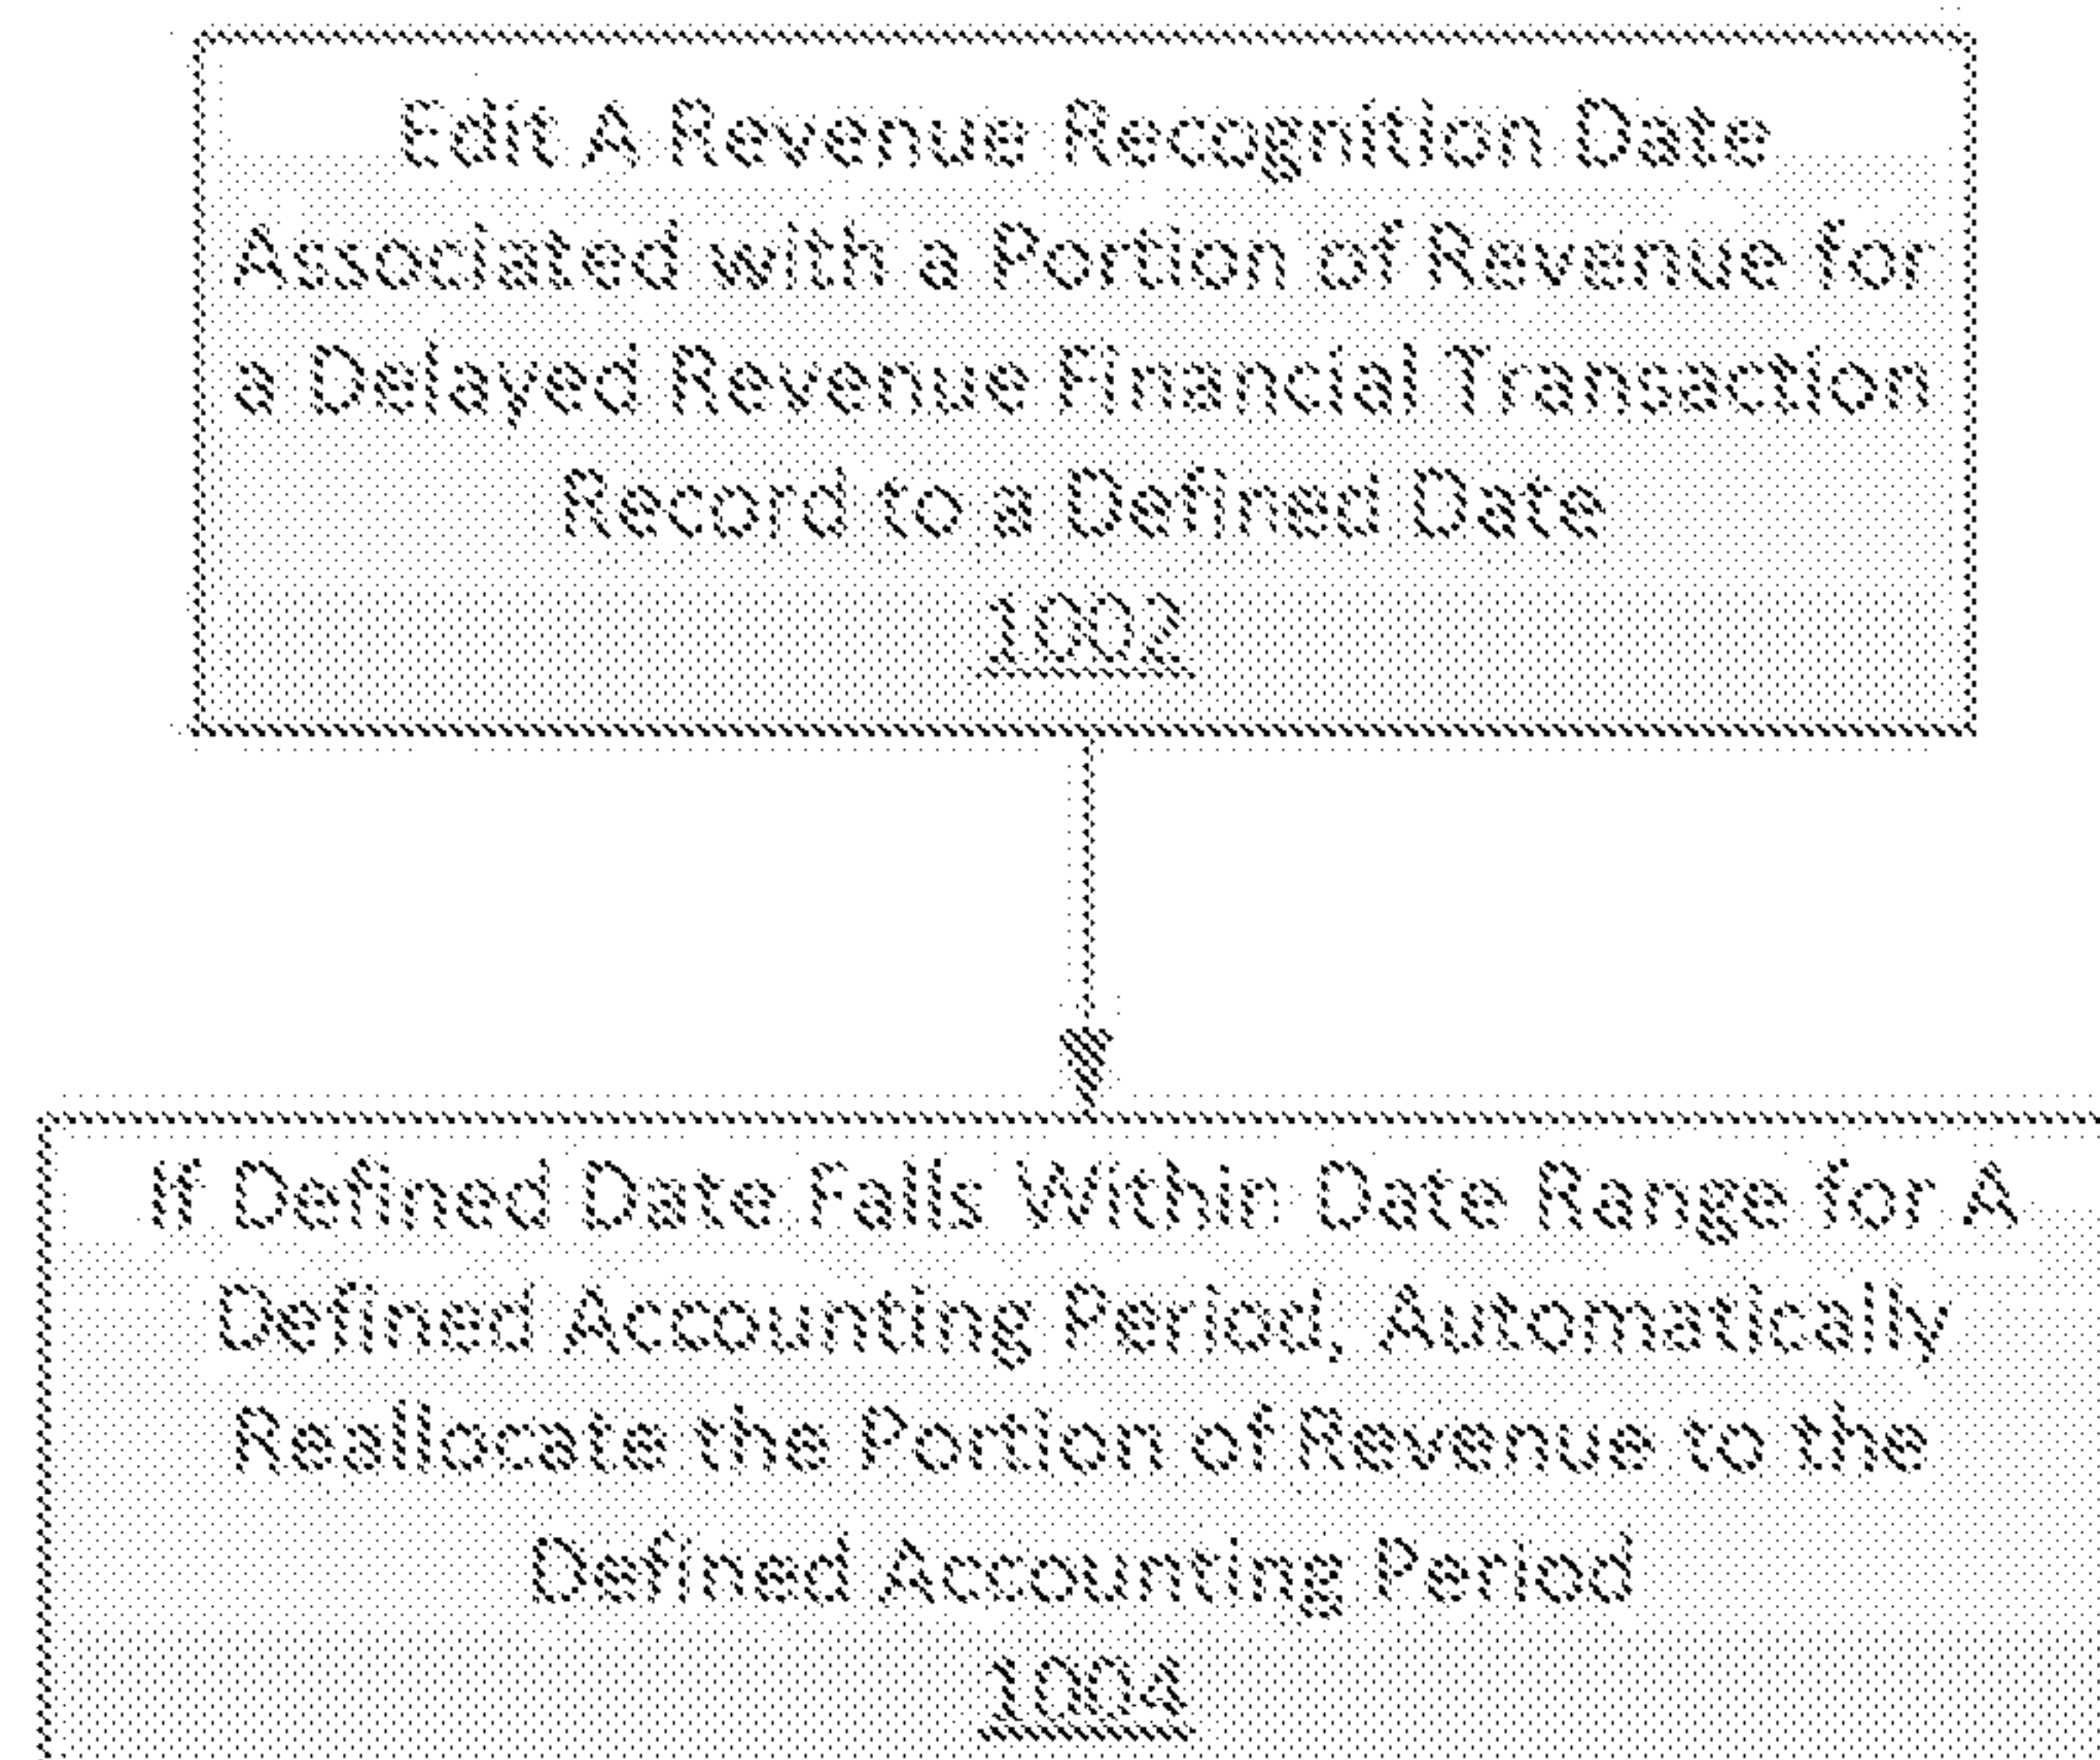 Edit A Revenue Recognition Date
Associated with a Portion of Revenue for
a Delayed Revenue Financial Transaction
Record to a Defined Date
1002
If Defined Date Falls Within Date Range for A
Defined Accounting Period, Automatically
Reallocate the Portion of Revenue to the
Defined Accounting Period
1004